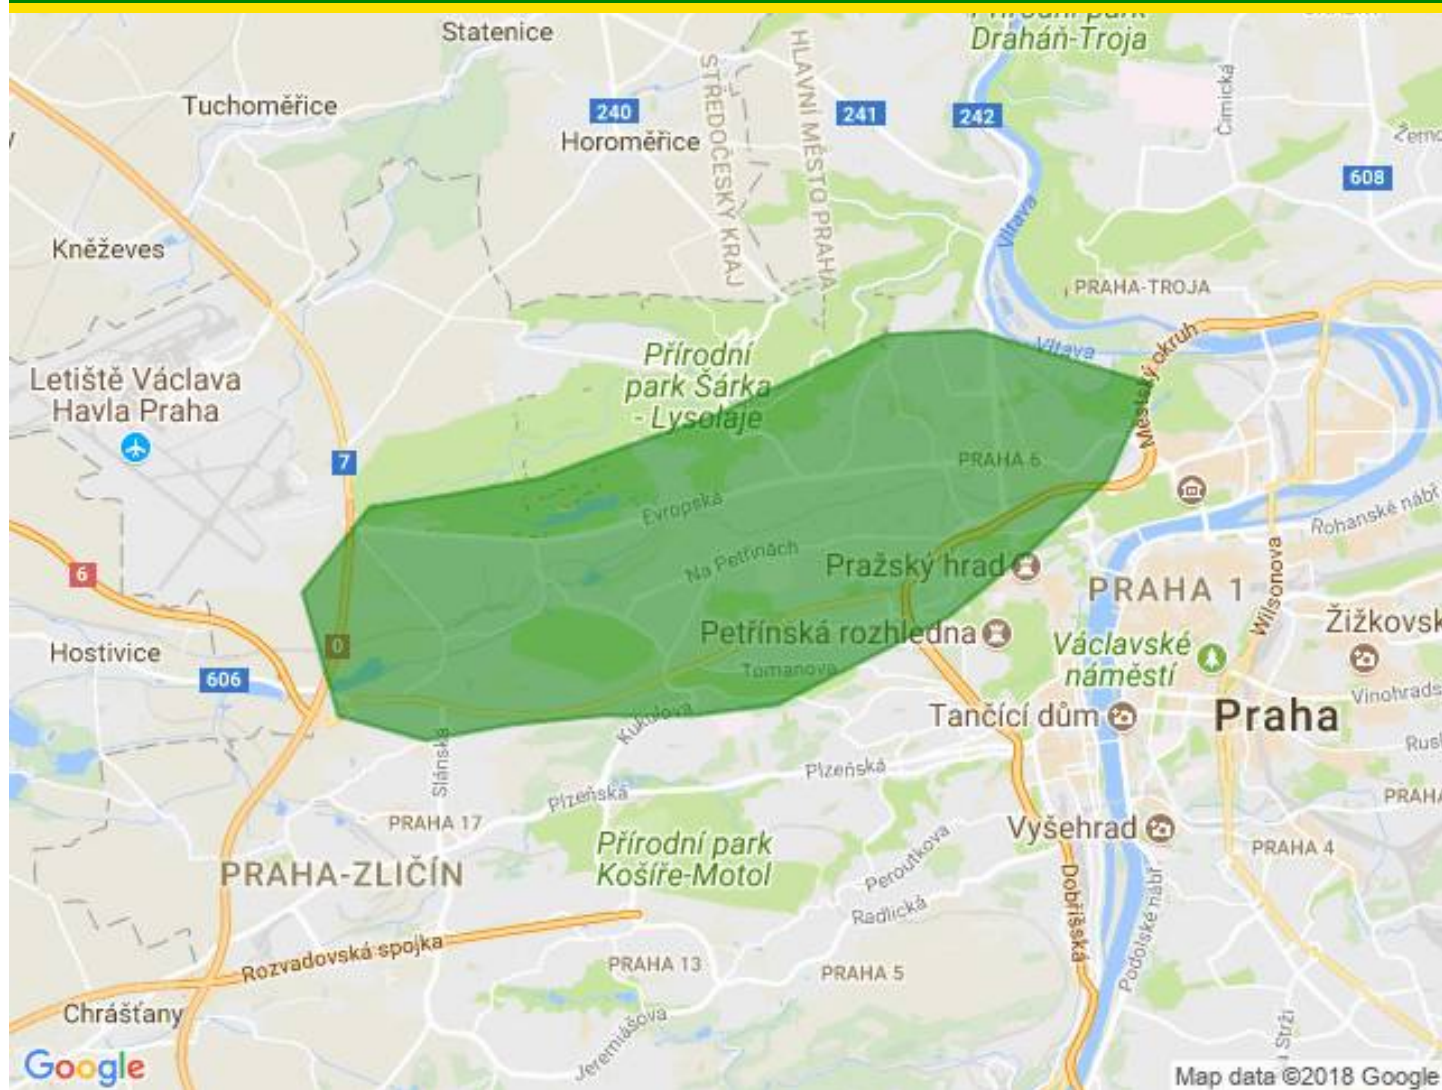 Přírodní park
Draháň-Troja
Statenice
HLAVNÍ MĚSTO PRAHA
STŘEDOČESKÝ KRAJ
Tuchoměřice
240
241
242
Čimická
Horoměřice
608
Vltava
Kněževes
PRAHA-TROJA
Městský okruh
Vltava
Přírodní
park Šárka
- Lysolaje
Letiště Václava
Havla Praha
7
PRAHA 6
Evropská
Rohanské nábř
Na Petřinách
Pražský hrad
6
PRAHA 1
Wilsonova
Žižkovsk
Petřínská rozhledna
Václavské
náměstí
0
Hostivice
606
Tomanova
Vinohrads
Kukulova
Tančící dům
Praha
Slánská
Plzeňská
Plzeňská
PRAHA 17
Vyšehrad
PRAHA 4
Přírodní park
Košíře-Motol
Peroutkova
PRAHA-ZLIČÍN
Dobříšská
Podolské nábř
Radlická
Rozvadovská spojka
PRAHA 13
PRAHA 5
Chrášťany
Jeremiášova
Google
Map data ©2018 Google